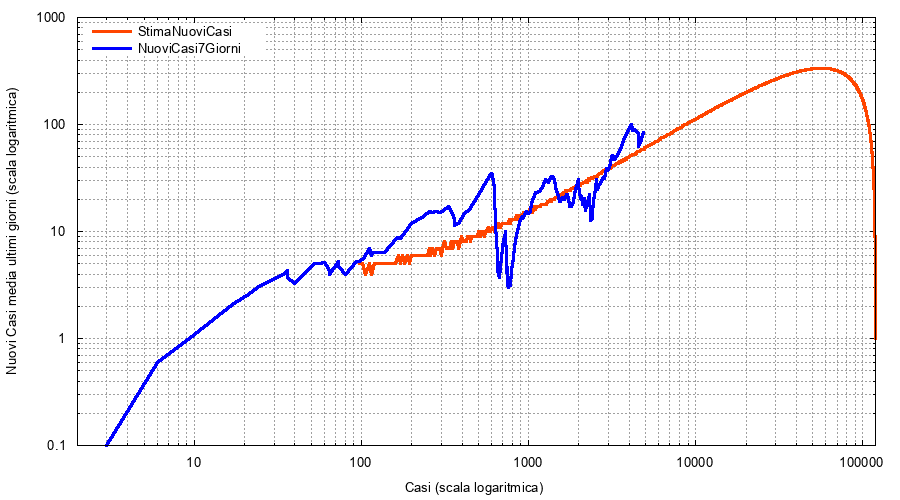 1000
StimaNuoviCasi
NuoviCasi7Giorni
100
10
1
0.1
Nuovi Casi media ultimi giorni (scala logaritmica)
10
100
1000
10000
100000
Casi (scala logaritmica)